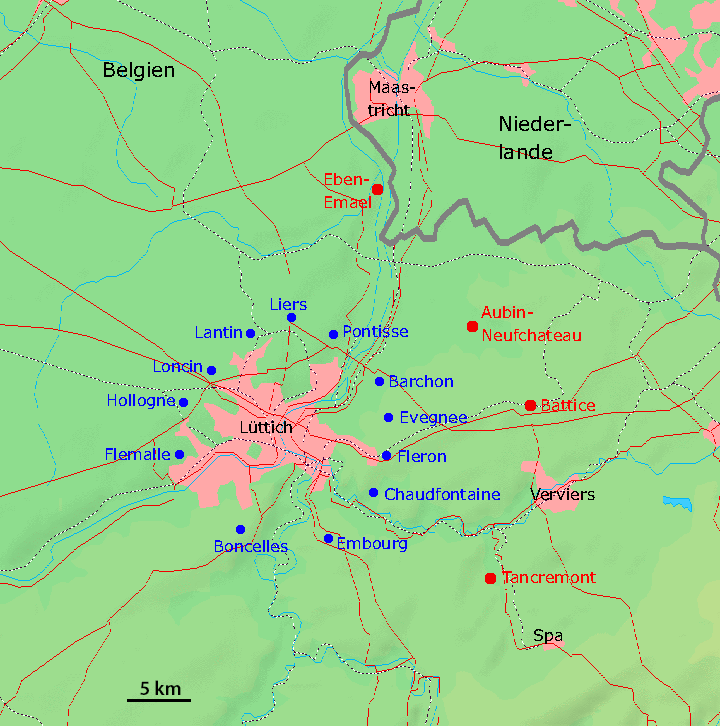 Belgien
Maas-
tricht
Nieder-
lande
Eben-
Emael
Liers
Aubin-
Neufchateau
Lantin
Pontisse
Loncin
Barchon
Hollogne
Battice
Evegnee
Lüttich
Flemalle
Fleron
Chaudfontaine
Verviers
Boncelles
Embourg
Tancremont
Spa
5 km